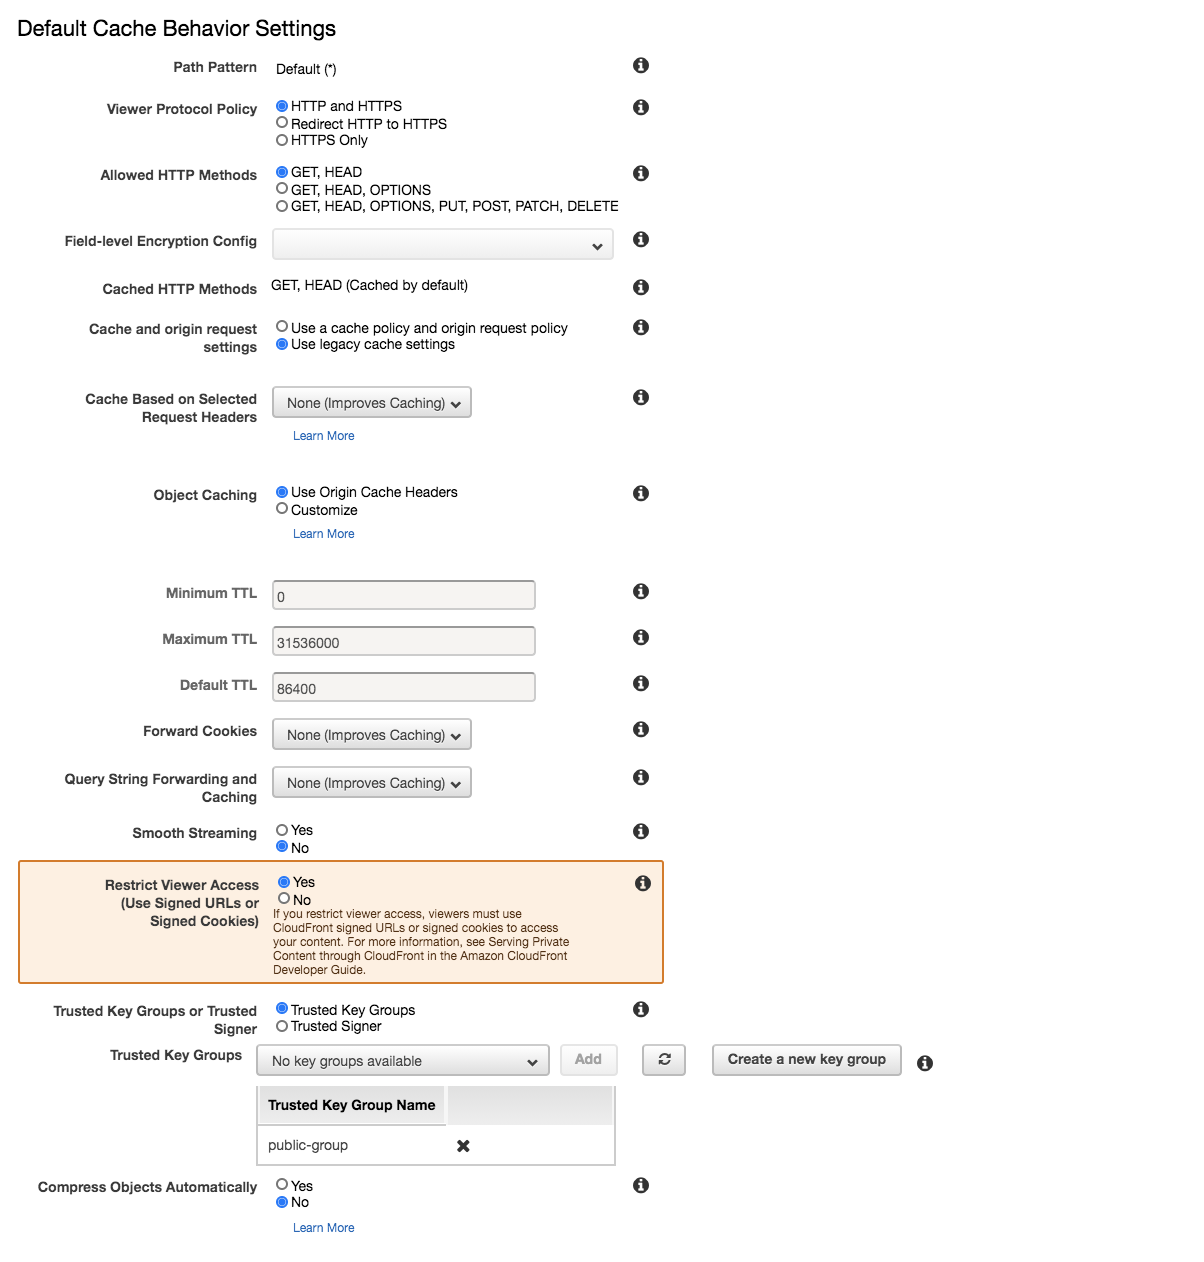 Default Cache Behavior Settings
Path Pattern
Default (*)
Viewer Protocol Policy
HTTP and HTTPS
Redirect HTTP to HTTPS
HTTPS Only
Allowed HTTP Methods
GET, HEAD
GET, HEAD, OPTIONS
GET, HEAD, OPTIONS, PUT, POST, PATCH, DELETE
Field-level Encryption Config
Cached HTTP Methods
GET, HEAD (Cached by default)
Cache and origin request
settings
Use a cache policy and origin request policy
Use legacy cache settings
Cache Based on Selected
Request Headers
None (Improves Caching)
Learn More
Object Caching
Use Origin Cache Headers
Customize
Learn More
Minimum TTL
0
Maximum TTL
31536000
Default TTL
86400
Forward Cookies
None (Improves Caching)
Query String Forwarding and
Caching
None (Improves Caching)
Smooth Streaming
Yes
No
Restrict Viewer Access
(Use Signed URLs or
Signed Cookies)
Yes
No
If you restrict viewer access, viewers must use
CloudFront signed URLs or signed cookies to access
your content. For more information, see Serving Private
Content through CloudFront in the Amazon CloudFront
Developer Guide.
Trusted Key Groups or Trusted
Signer
Trusted Key Groups
Trusted Signer
Trusted Key Groups
No key groups available
Add
Create a new key group
Trusted Key Group Name
public-group
Compress Objects Automatically
Yes
No
Learn More